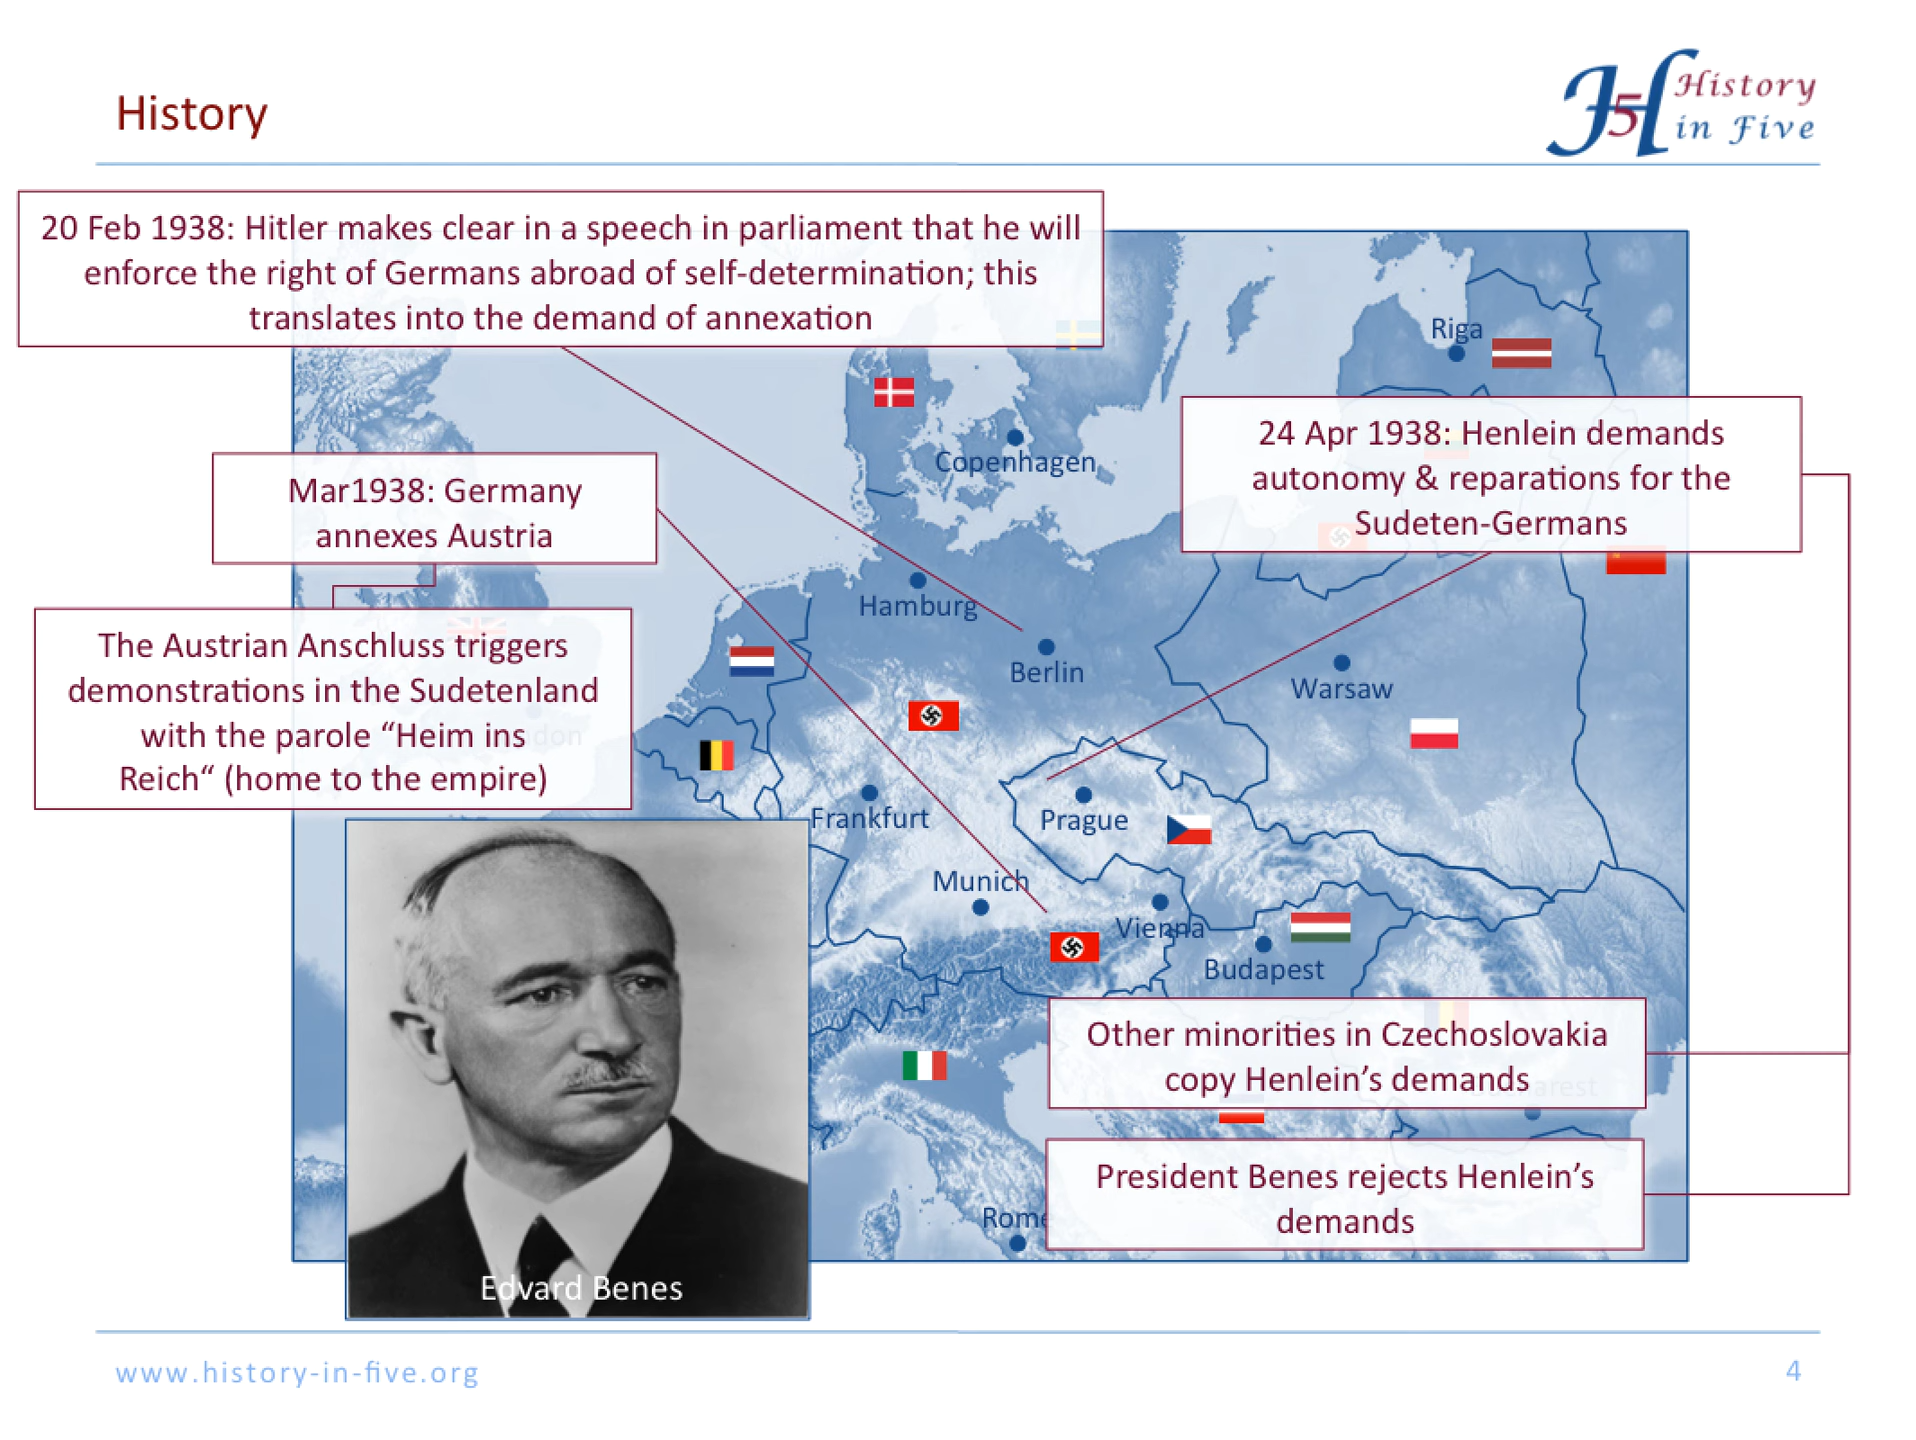 History
History
in Five
20 Feb 1938: Hitler makes clear in a speech in parliament that he will
enforce the right of Germans abroad of self-determination; this
translates into the demand of annexation
Riga
24 Apr 1938: Henlein demands
autonomy & reparations for the
Sudeten-Germans
Copenhagen
Mar1938: Germany
annexes Austria
Hamburg
Berlin
Warsaw
The Austrian Anschluss triggers
demonstrations in the Sudetenland
with the parole “Heim ins
Reich“ (home to the empire)
Frankfurt
Prague
Munich
Vienna
Budapest
Other minorities in Czechoslovakia
copy Henlein’s demands
President Benes rejects Henlein’s
demands
Rome
Edvard Benes
www.history-in-five.org
4